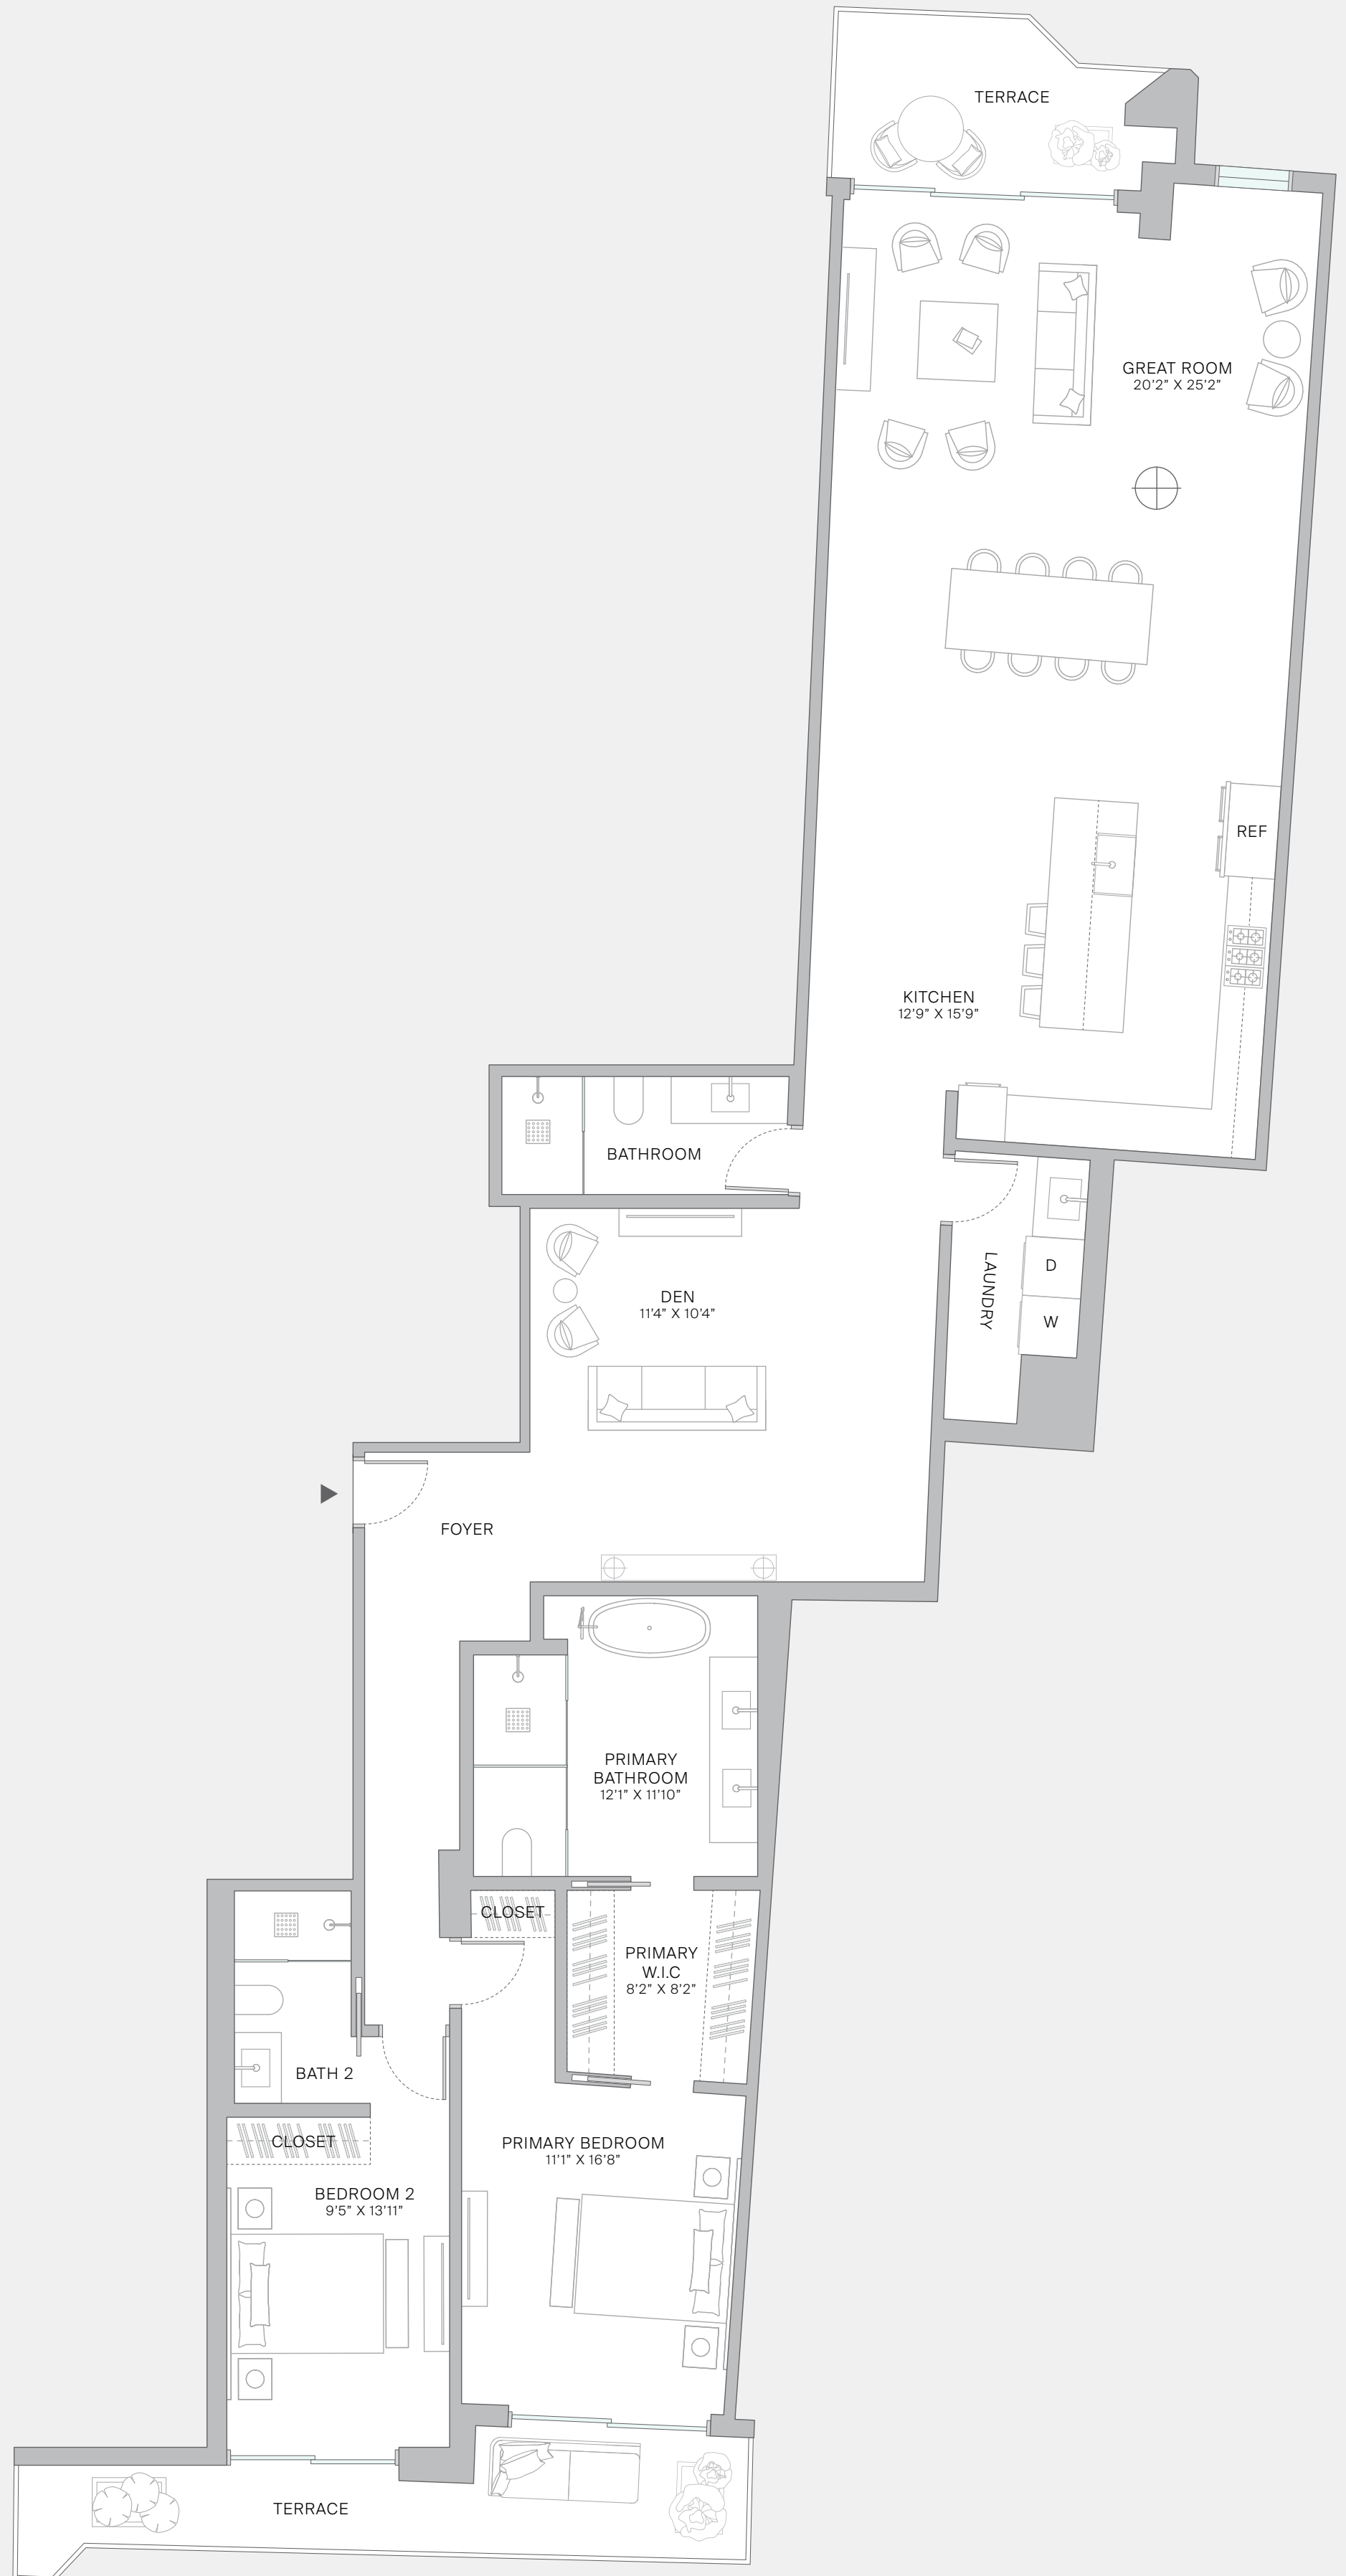 TERRACE
GREAT ROOM
20'2” X 25'2”
REF
KITCHEN
12'9” X 15'9”
BATHROOM
LAUNDRY
D
W
DEN
11'4” X 10'4”
FOYER
PRIMARY
BATHROOM
12'1” X 11'10”
CLOSET
PRIMARY
W.I.C
8'2” X 8'2”
BATH 2
CLOSET
PRIMARY BEDROOM
11'1” X 16'8”
BEDROOM 2
9'5” X 13'11”
TERRACE